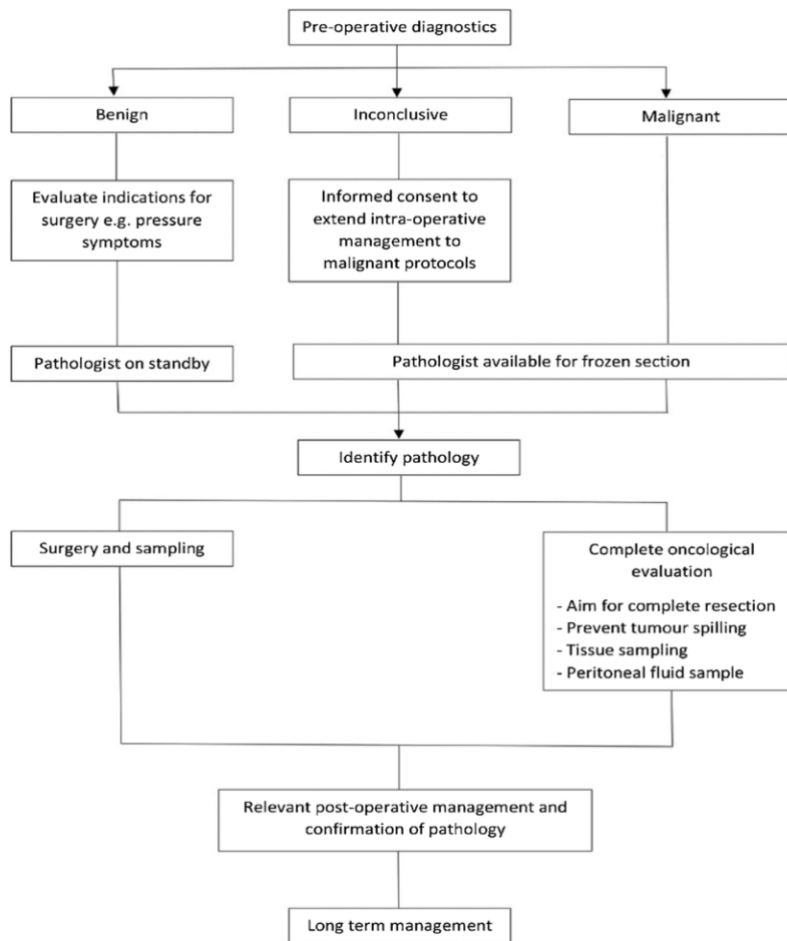 Pre-operative diagnostics
Benign
Inconclusive
Malignant
Evaluate indications for
surgery e.g. pressure
symptoms
Informed consent to
extend intra-operative
management to
malignant protocols
Pathologist on standby
Pathologist available for frozen section
Identify pathology
Surgery and sampling
Complete oncological
evaluation
- Aim for complete resection
- Prevent tumour spilling
- Tissue sampling
- Peritoneal fluid sample
Relevant post-operative management and
confirmation of pathology
Long term management